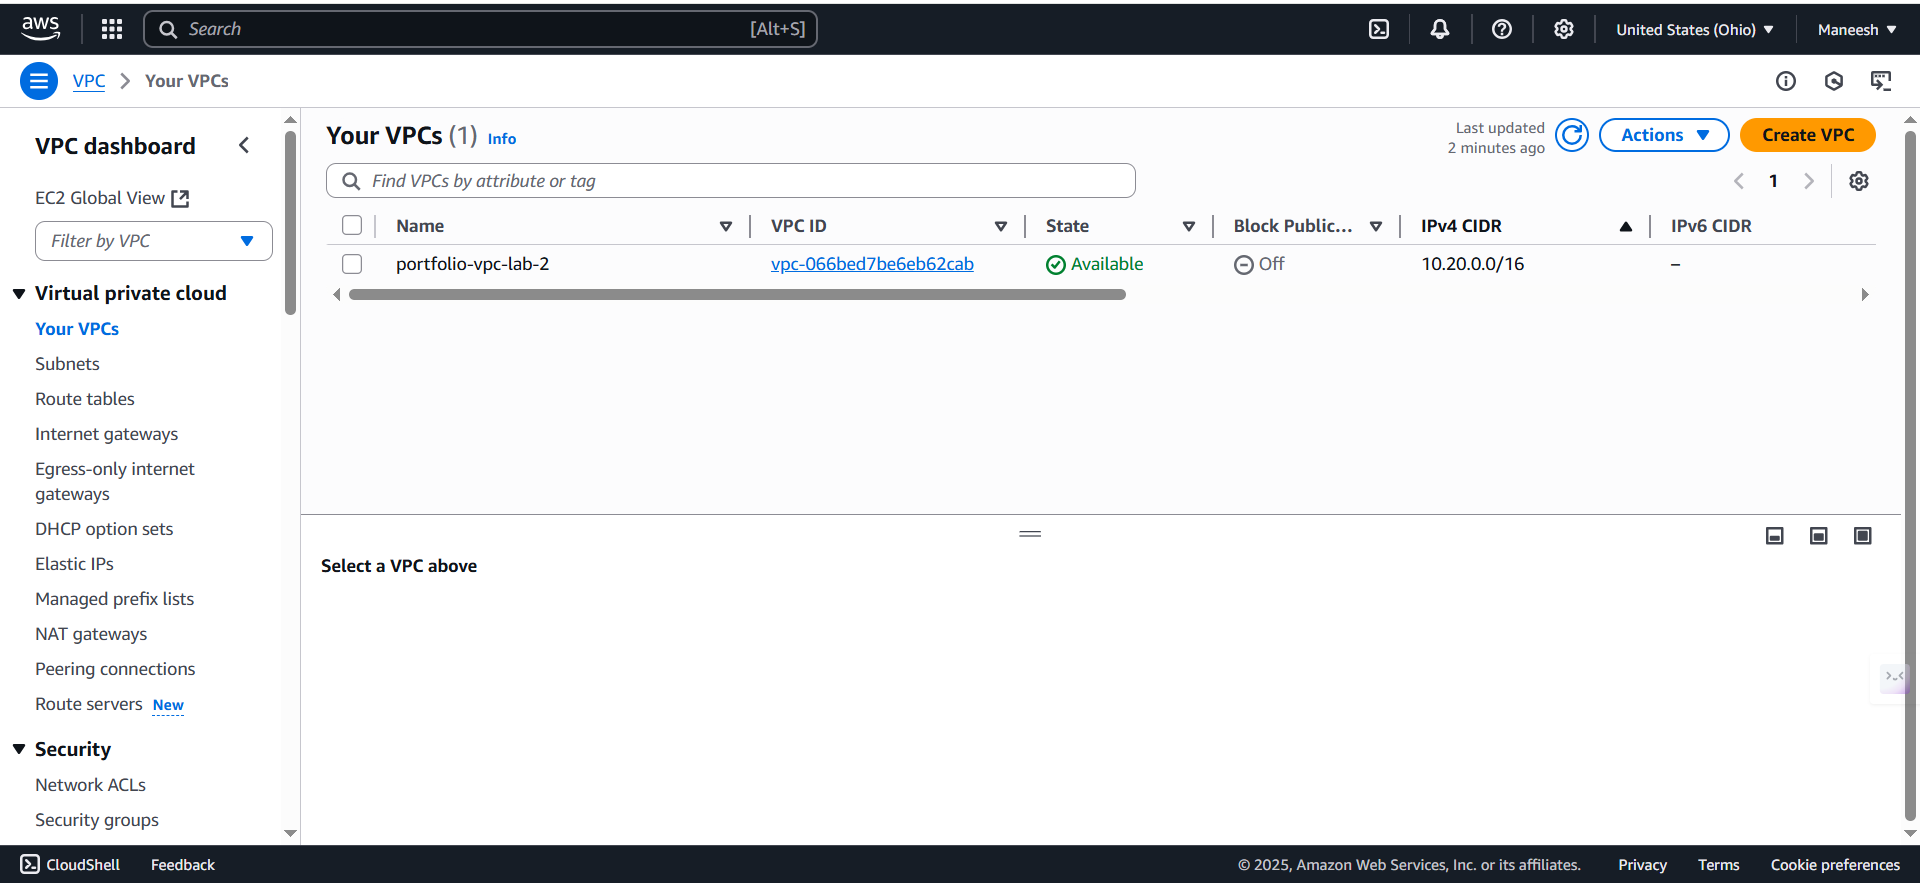 aws
Search [Alt+S]
United States (Ohio)
Maneesh
VPC
Your VPCs
VPC dashboard
EC2 Global View
Filter by VPC
Virtual private cloud
Your VPCs
Subnets
Route tables
Internet gateways
Egress-only internet
gateways
DHCP option sets
Elastic IPs
Managed prefix lists
NAT gateways
Peering connections
Route servers New
Security
Network ACLs
Security groups
Your VPCs (1) Info
Last updated
2 minutes ago
Actions
Create VPC
Find VPCs by attribute or tag
1
Name VPC ID State Block Public... IPv4 CIDR IPv6 CIDR
portfolio-vpc-lab-2 vpc-066bed7be6eb62cab Available Off 10.20.0.0/16 –
Select a VPC above
CloudShell Feedback © 2025, Amazon Web Services, Inc. or its affiliates. Privacy Terms Cookie preferences